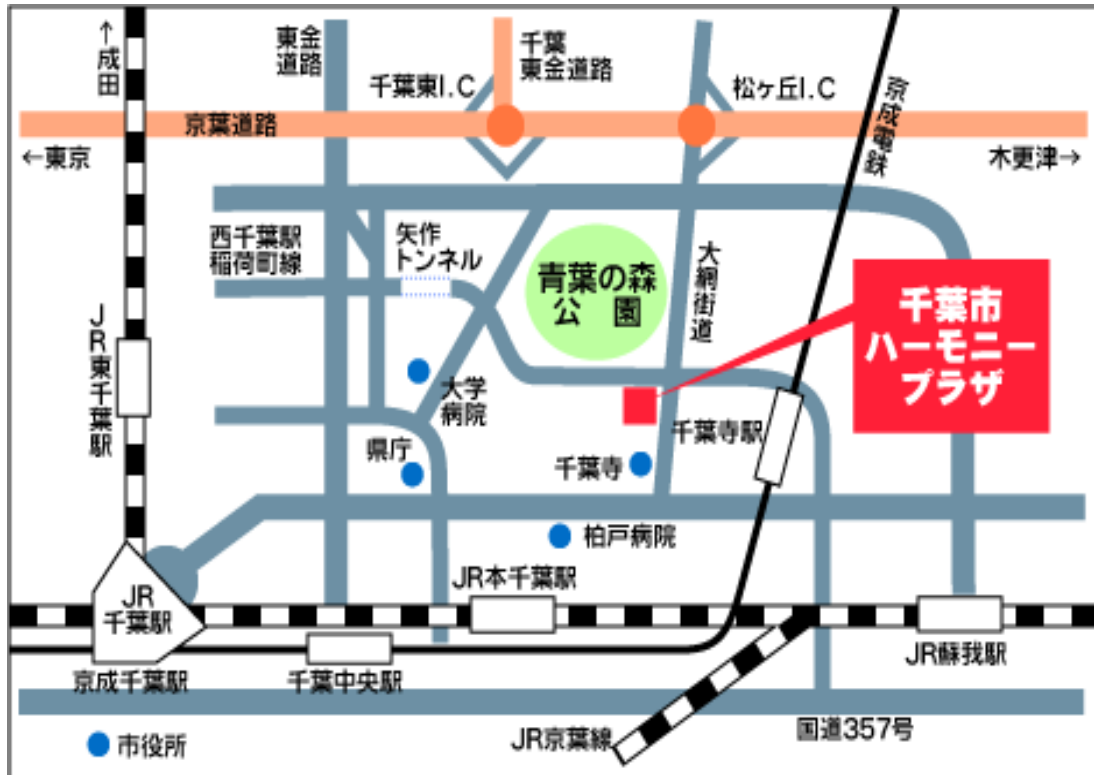 ↑成田
東金
道路
千葉
東金道路
千葉東I.C
松ヶ丘I.C
京葉道路
←東京
木更津→
京成電鉄
西千葉駅
稲荷町線
矢作
トンネル
青葉の森
公園
大網街道
千葉市
ハーモニー
プラザ
JR東千葉駅
大学
病院
千葉寺駅
県庁
千葉寺
柏戸病院
JR
千葉駅
JR本千葉駅
JR蘇我駅
京成千葉駅
千葉中央駅
JR京葉線
国道357号
市役所